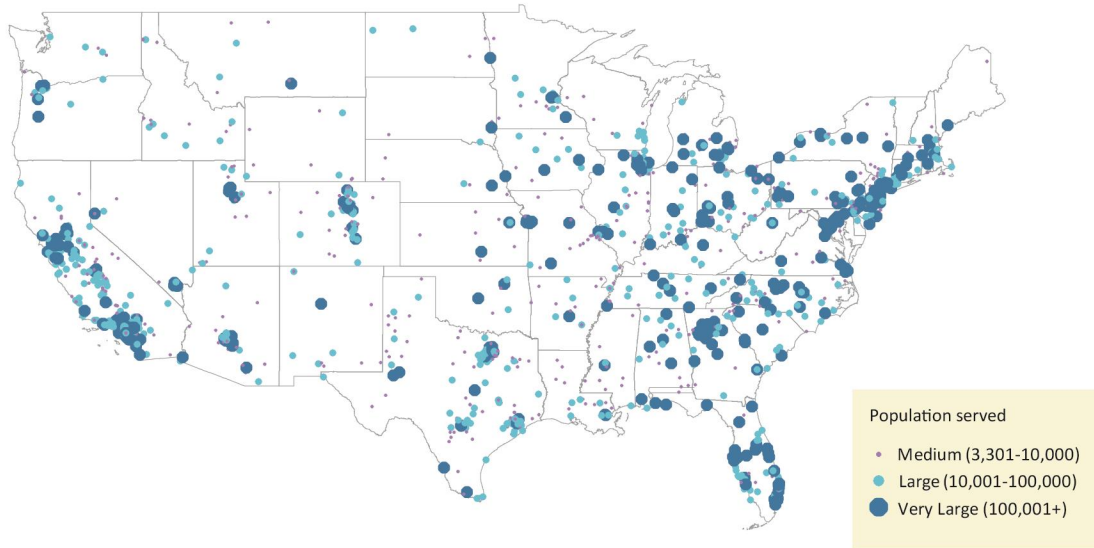 Population served
Medium (3,301-10,000)
Large (10,001-100,000)
Very Large (100,001+)